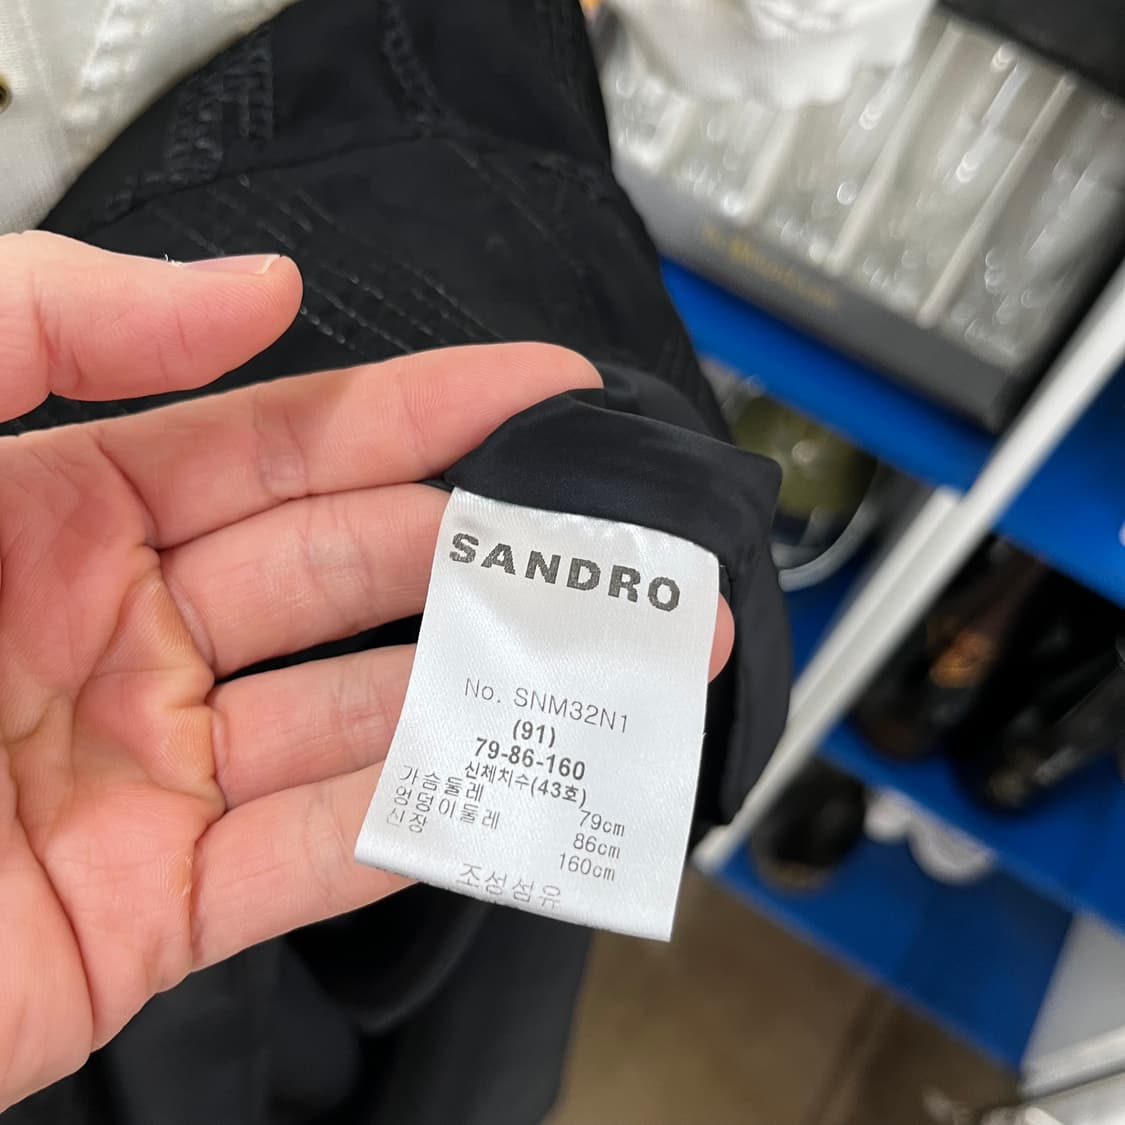 SANDRO
No. SNM32N1
(91)
79-86-160
신체치수(43호)
가슴둘레 79cm
엉덩이둘레 86cm
신장 160cm
조성섬유